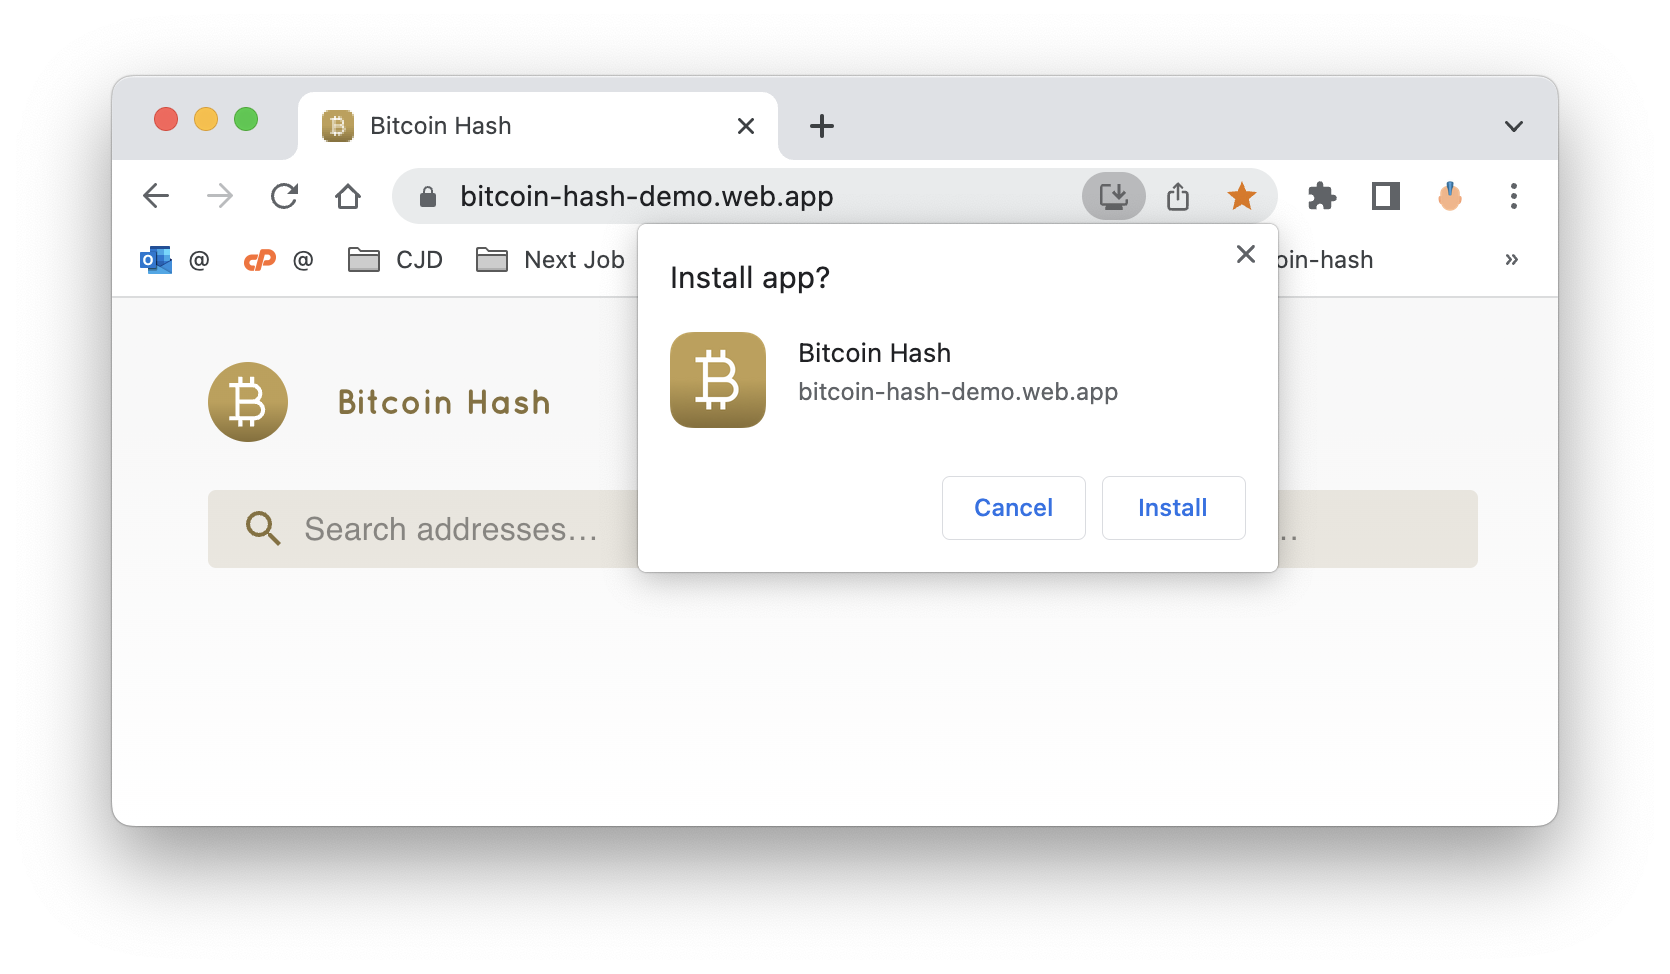 Bitcoin Hash
bitcoin-hash-demo.web.app
@ @ CJD Next Job oin-hash »
Install app?
Bitcoin Hash
bitcoin-hash-demo.web.app
Cancel Install
Bitcoin Hash
Search addresses… ..